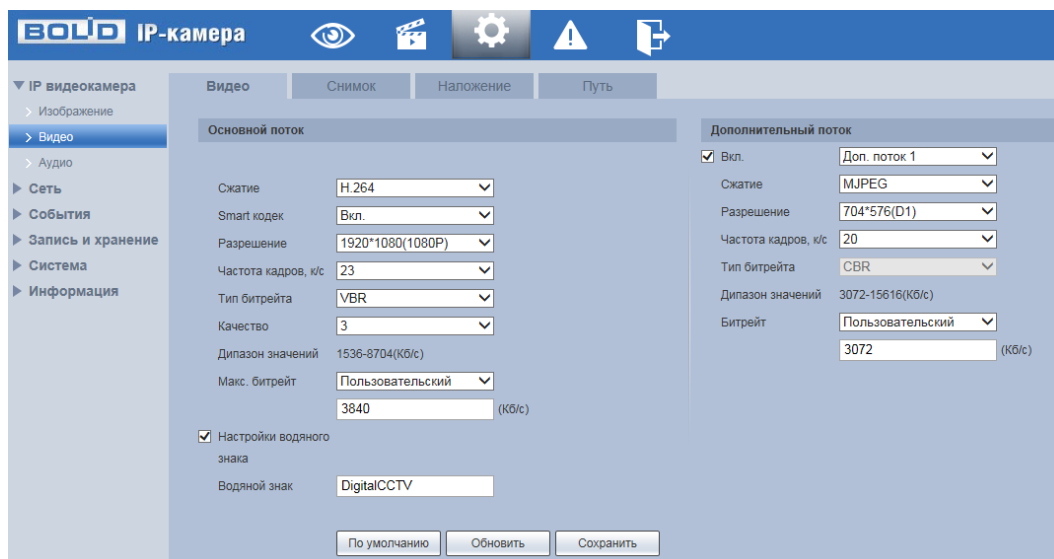 BOLID IP-камера
IP видеокамера
Изображение
Видео
Аудио
Сеть
События
Запись и хранение
Система
Информация
Видео
Снимок
Наложение
Путь
Основной поток
Сжатие H.264
Smart кодек Вкл.
Разрешение 1920*1080(1080P)
Частота кадров, к/с 23
Тип битрейта VBR
Качество 3
Дипазон значений 1536-8704(Кб/с)
Макс. битрейт Пользовательский
3840 (Кб/с)
Настройки водяного
знака
Водяной знак DigitalCCTV
По умолчанию Обновить Сохранить
Дополнительный поток
Вкл. Доп. поток 1
Сжатие MJPEG
Разрешение 704*576(D1)
Частота кадров, к/с 20
Тип битрейта CBR
Дипазон значений 3072-15616(Кб/с)
Битрейт Пользовательский
3072 (Кб/с)